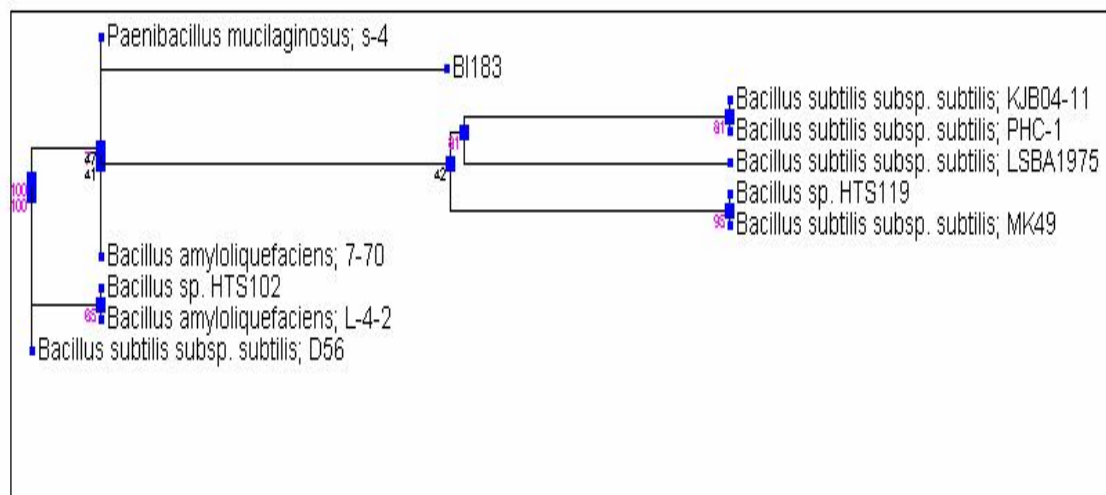 Paenibacillus mucilaginosus; s-4
BI183
Bacillus subtilis subsp. subtilis; KJB04-11
81
Bacillus subtilis subsp. subtilis; PHC-1
81
47
Bacillus subtilis subsp. subtilis; LSBA1975
41
42
100
Bacillus sp. HTS119
100
95
Bacillus subtilis subsp. subtilis; MK49
Bacillus amyloliquefaciens; 7-70
Bacillus sp. HTS102
65
Bacillus amyloliquefaciens; L-4-2
Bacillus subtilis subsp. subtilis; D56